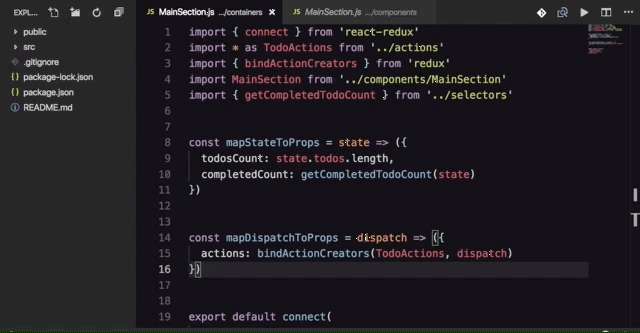 EXPL...
MainSection.js .../containers
MainSection.js .../components
public
src
.gitignore
package-lock.json
package.json
README.md
1 import { connect } from 'react-redux'
2 import * as TodoActions from '../actions'
3 import { bindActionCreators } from 'redux'
4 import MainSection from '../components/MainSection'
5 import { getCompletedTodoCount } from '../selectors'
6
7
8 const mapStateToProps = state => ({
9 todosCount: state.todos.length,
10 completedCount: getCompletedTodoCount(state)
11 })
12
13
14 const mapDispatchToProps = dispatch => ({
15 actions: bindActionCreators(TodoActions, dispatch)
16 })
17
18
19 export default connect(